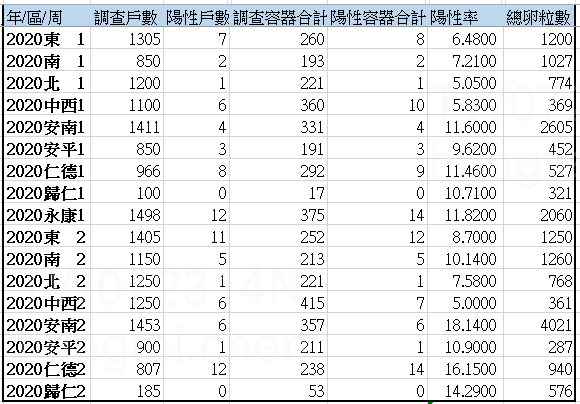 年/區/周 調查戶數 陽性戶數 調查容器合計 陽性容器合計 陽性率 總卵粒數
2020東 1 1305 7 260 8 6.4800 1200
2020南 1 850 2 193 2 7.2100 1027
2020北 1 1200 1 221 1 5.0500 774
2020中西1 1100 6 360 10 5.8300 369
2020安南1 1411 4 331 4 11.6000 2605
2020安平1 850 3 191 3 9.6200 452
2020仁德1 966 8 292 9 11.4600 527
2020歸仁1 100 0 17 0 10.7100 321
2020永康1 1498 12 375 14 11.8200 2060
2020東 2 1405 11 252 12 8.7000 1250
2020南 2 1150 5 213 5 10.1400 1260
2020北 2 1250 1 221 1 7.5800 768
2020中西2 1250 6 415 7 5.0000 361
2020安南2 1453 6 357 6 18.1400 4021
2020安平2 900 1 211 1 10.9000 287
2020仁德2 807 12 238 14 16.1500 940
2020歸仁2 185 0 53 0 14.2900 576